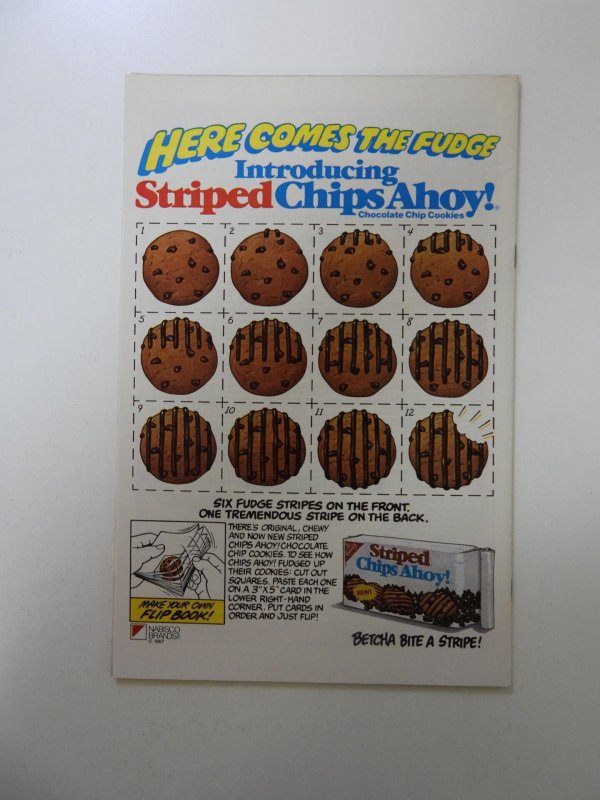 HERE COMES THE FUDGE
Introducing
Striped Chips Ahoy!®
Chocolate Chip Cookies
1 2 3 4
5 6 7 8
9 10 11 12
SIX FUDGE STRIPES ON THE FRONT.
ONE TREMENDOUS STRIPE ON THE BACK.
THERE'S ORIGINAL, CHEWY
AND NOW NEW STRIPED
CHIPS AHOY! CHOCOLATE
CHIP COOKIES. TO SEE HOW
CHIPS AHOY! FUDGED UP
THEIR COOKIES: CUT OUT
SQUARES. PASTE EACH ONE
ON A 3"X 5" CARD IN THE
LOWER RIGHT-HAND
CORNER. PUT CARDS IN
ORDER AND JUST FLIP!
MAKE YOUR OWN
FLIP BOOK!
NABISCO
BRANDS
© 1987
Striped
Chips Ahoy!
NEW!
BETCHA BITE A STRIPE!